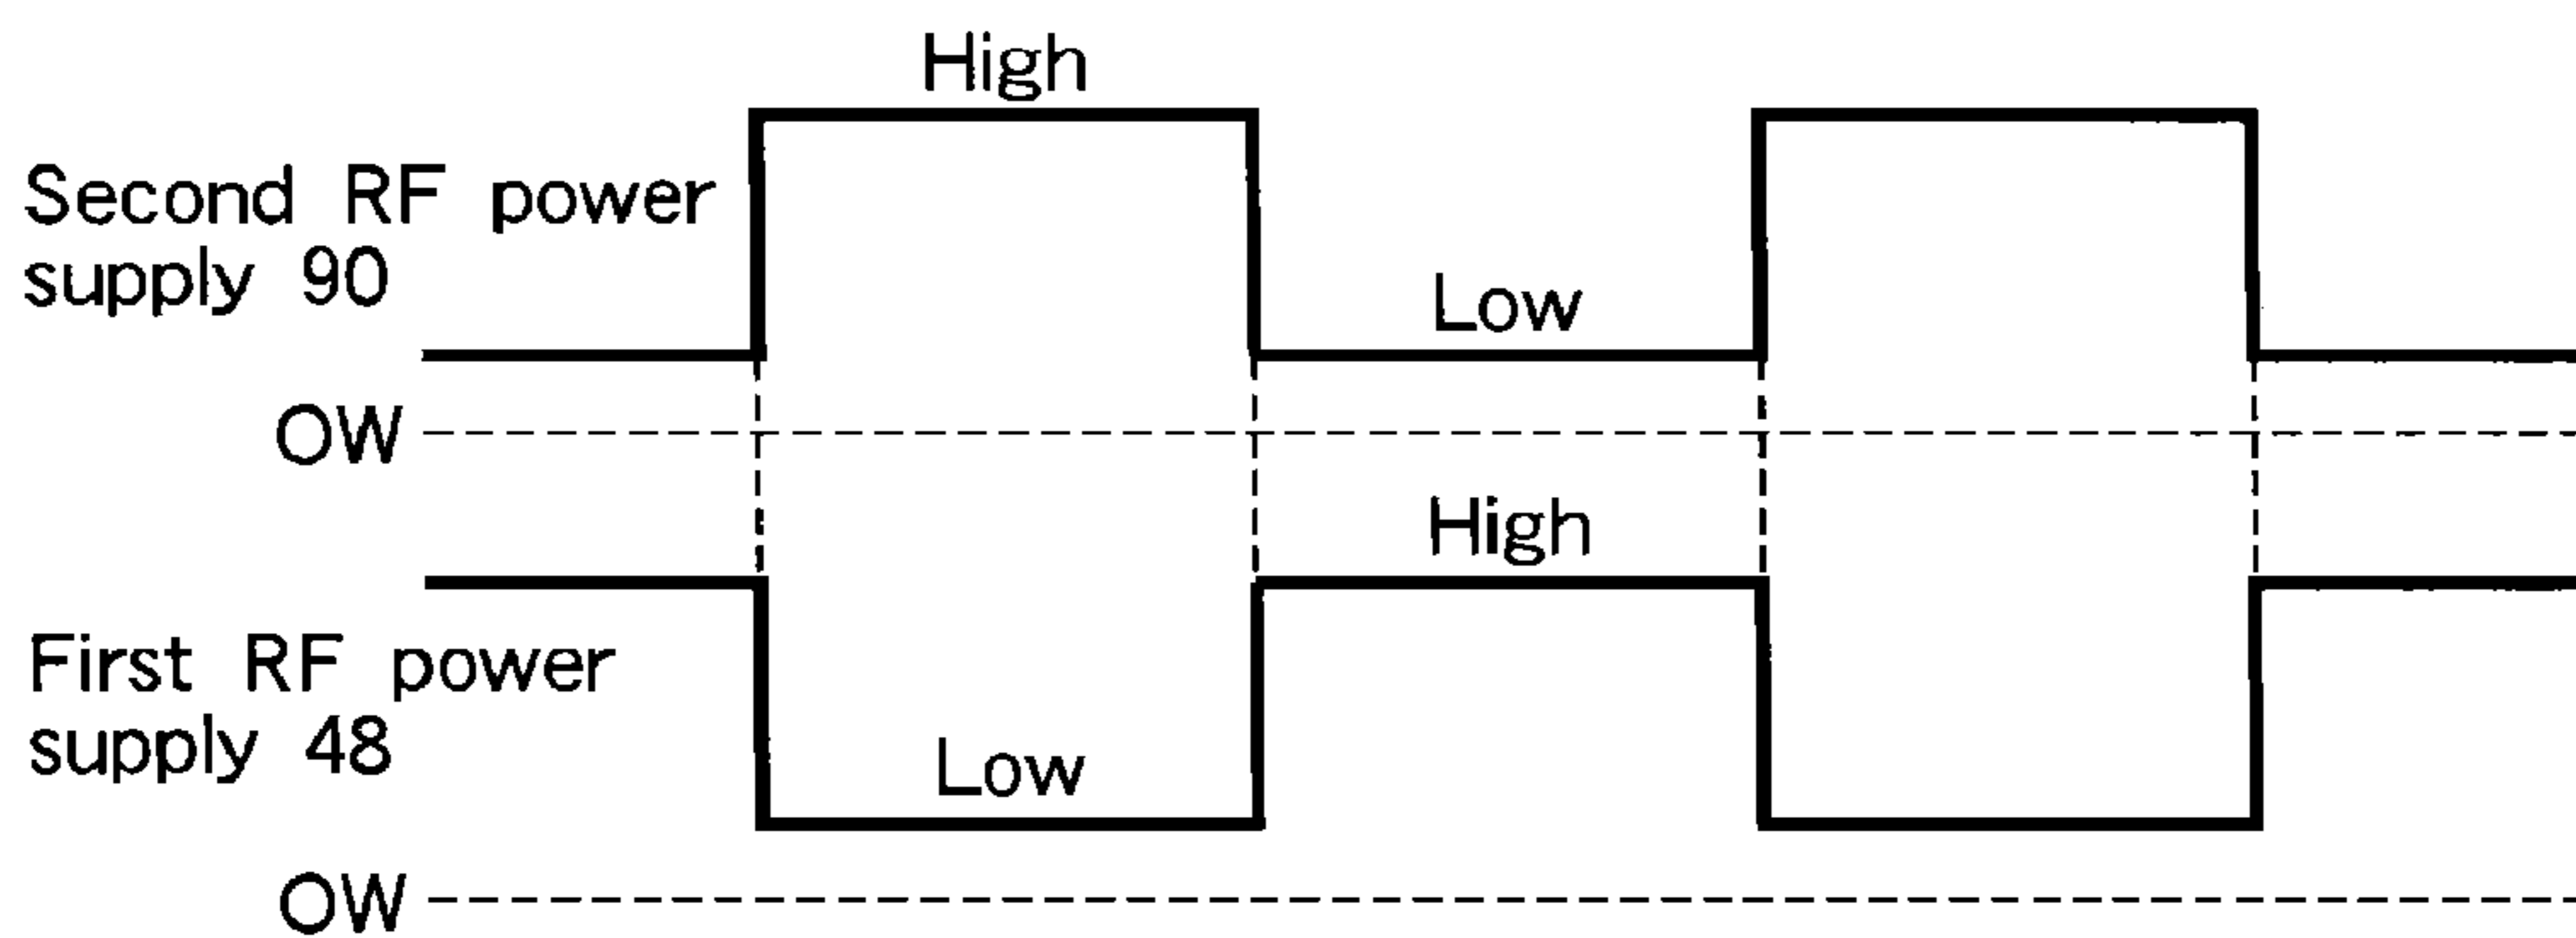 High
Second RF power
supply 90
Low
OW
High
First RF power
supply 48
Low
OW